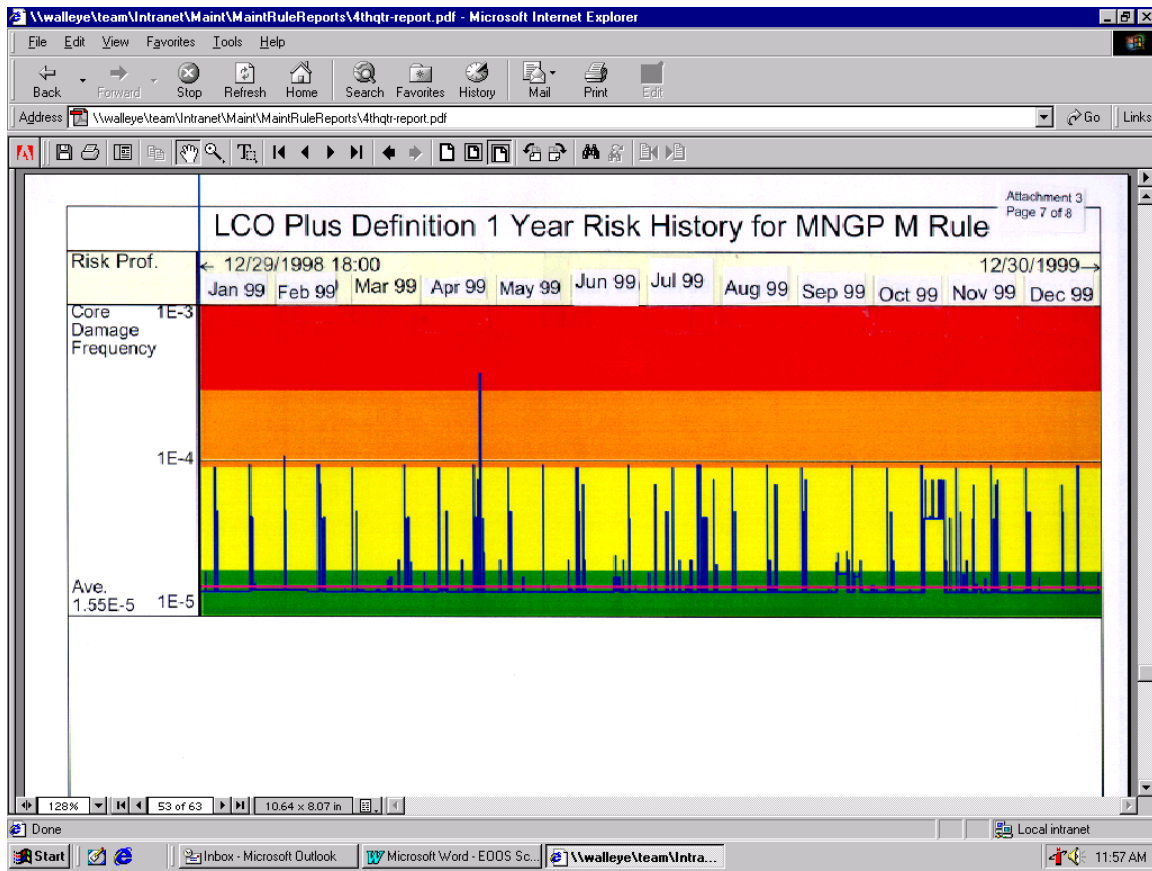 \\walleye\team\Intranet\Maint\MaintRuleReports\4thqtr-report.pdf - Microsoft Internet Explorer
File Edit View Favorites Tools Help
Back Forward Stop Refresh Home Search Favorites History Mail Print Edit
Address \\walleye\team\Intranet\Maint\MaintRuleReports\4thqtr-report.pdf Go Links
Attachment 3
Page 7 of 8
LCO Plus Definition 1 Year Risk History for MNGP M Rule
Risk Prof. ← 12/29/1998 18:00 12/30/1999→
Jan 99 Feb 99 Mar 99 Apr 99 May 99 Jun 99 Jul 99 Aug 99 Sep 99 Oct 99 Nov 99 Dec 99
Core 1E-3
Damage
Frequency
1E-4
Ave.
1.55E-5 1E-5
128% 53 of 63 10.64 x 8.07 in
Done Local intranet
Start Inbox - Microsoft Outlook Microsoft Word - EOOS Sc... \\walleye\team\Intra... 11:57 AM